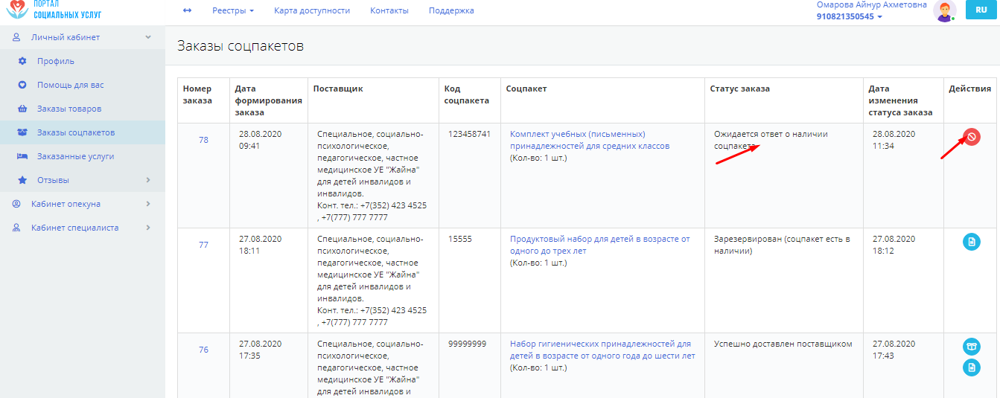 ПОРТАЛ
СОЦИАЛЬНЫХ УСЛУГ
Реестры
Карта доступности
Контакты
Поддержка
Омарова Айнур Ахметовна
910821350545
RU
Личный кабинет
Профиль
Помощь для вас
Заказы товаров
Заказы соцпакетов
Заказанные услуги
Отзывы
Кабинет опекуна
Кабинет специалиста
Заказы соцпакетов
Номер
заказа
Дата
формирования
заказа
Поставщик
Код
соцпакета
Соцпакет
Статус заказа
Дата
изменения
статуса заказа
Действия
78
28.08.2020
09:41
Специальное, социально-
психологическое,
педагогическое, частное
медицинское УЕ "Жайна"
для детей инвалидов и
инвалидов.
Конт. тел.: +7(352) 423 4525
, +7(777) 777 7777
123458741
Комплект учебных (письменных)
принадлежностей для средних классов
(Кол-во: 1 шт.)
Ожидается ответ о наличии
соцпакета
28.08.2020
11:34
77
27.08.2020
18:11
Специальное, социально-
психологическое,
педагогическое, частное
медицинское УЕ "Жайна"
для детей инвалидов и
инвалидов.
Конт. тел.: +7(352) 423 4525
, +7(777) 777 7777
15555
Продуктовый набор для детей в возрасте от
одного до трех лет
(Кол-во: 1 шт.)
Зарезервирован (соцпакет есть в
наличии)
27.08.2020
18:12
76
27.08.2020
17:35
Специальное, социально-
психологическое,
педагогическое, частное
медицинское УЕ "Жайна"
для детей инвалидов и
99999999
Набор гигиенических принадлежностей для
детей в возрасте от одного года до шести лет
(Кол-во: 1 шт.)
Успешно доставлен поставщиком
27.08.2020
17:43